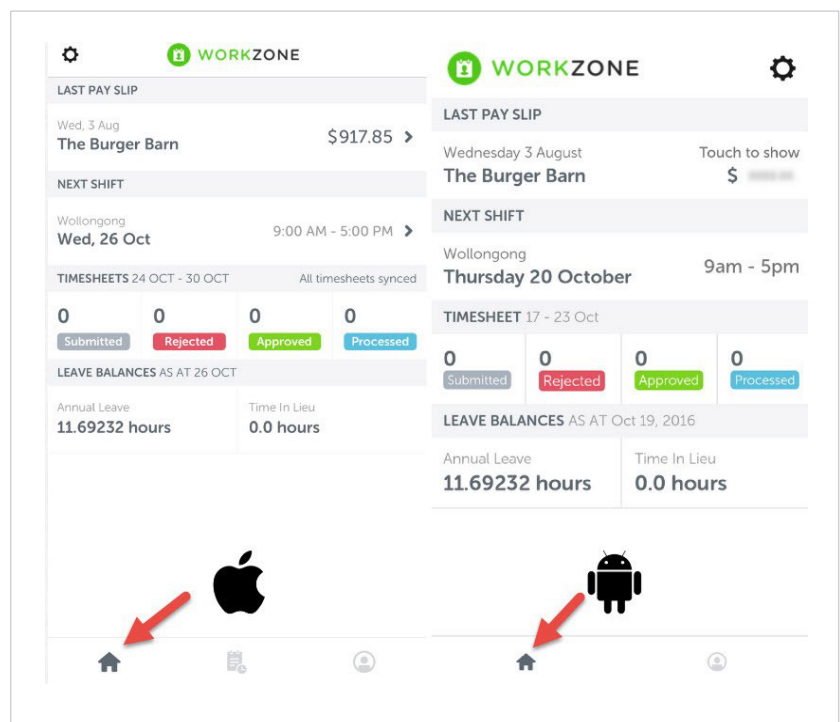 WORKZONE
LAST PAY SLIP
Wed, 3 Aug
The Burger Barn
$917.85
NEXT SHIFT
Wollongong
Wed, 26 Oct
9:00 AM - 5:00 PM
TIMESHEETS 24 OCT - 30 OCT All timesheets synced
0 0 0 0
Submitted Rejected Approved Processed
LEAVE BALANCES AS AT 26 OCT
Annual Leave Time In Lieu
11.69232 hours 0.0 hours
WORKZONE
LAST PAY SLIP
Wednesday 3 August Touch to show
The Burger Barn $
NEXT SHIFT
Wollongong
Thursday 20 October
9am - 5pm
TIMESHEET 17 - 23 Oct
0 0 0 0
Submitted Rejected Approved Processed
LEAVE BALANCES AS AT Oct 19, 2016
Annual Leave Time In Lieu
11.69232 hours 0.0 hours